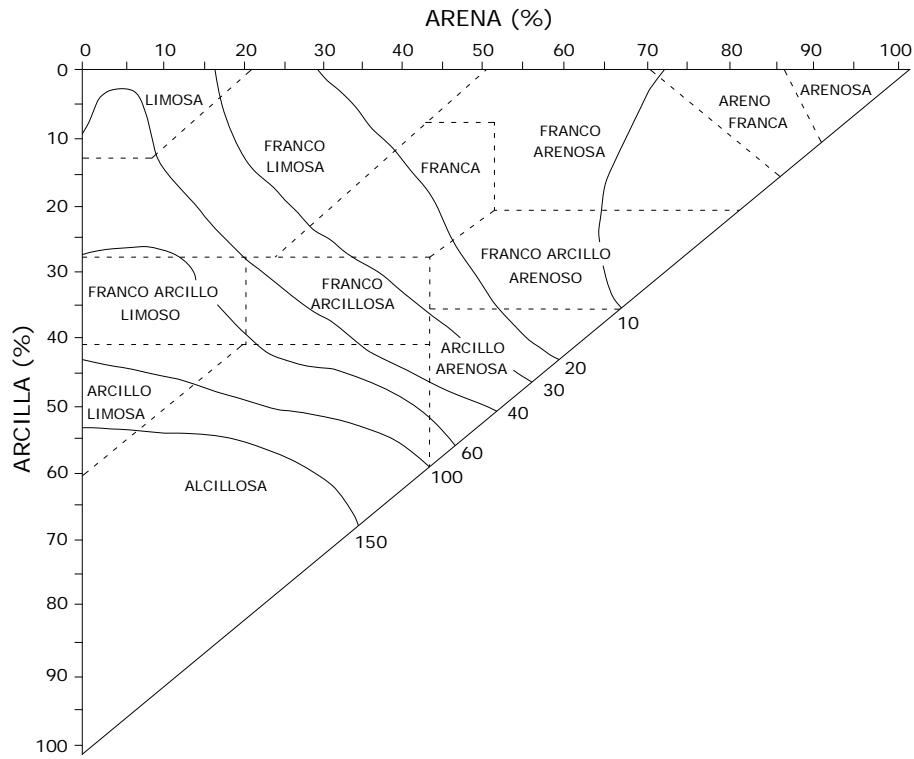 ARENA (%)
0 10 20 30 40 50 60 70 80 90 100
0
10
20
30
40
50
60
70
80
90
100
ARCILLA (%)
LIMOSA
FRANCO
LIMOSA
FRANCA
FRANCO
ARENOSA
ARENO
FRANCA
ARENOSA
FRANCO ARCILLO
LIMOSO
FRANCO
ARCILLOSA
FRANCO ARCILLO
ARENOSO
ARCILLO
ARENOSA
ARCILLO
LIMOSA
ALCILLOSA
10
20
30
40
60
100
150